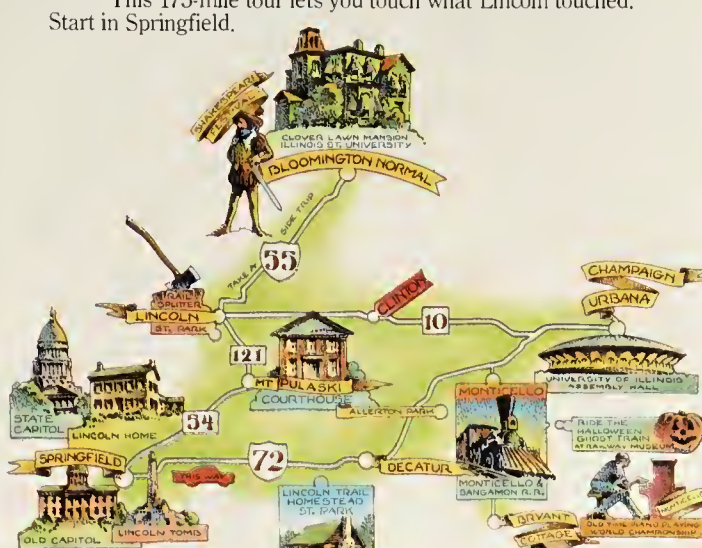 This 175-mile tour lets you touch what Lincoln touched.
Start in Springfield.
SHAKESPEARE
FESTIVAL
CLOVER LAWN MANSION
ILLINOIS ST. UNIVERSITY
BLOOMINGTON NORMAL
TAKE A SIDE TRIP
55
RAIL
SPLITTER
LINCOLN
ST. PARK
CLINTON
10
CHAMPAIGN
URBANA
UNIVERSITY OF ILLINOIS
ASSEMBLY HALL
121
MT. PULASKI
COURTHOUSE
STATE
CAPITOL
LINCOLN HOME
54
ALLERTON PARK
MONTICELLO
MONTICELLO &
SANGAMON R.R.
RIDE THE
HALLOWEEN
GHOST TRAIN
AT RAILWAY MUSEUM
SPRINGFIELD
THIS WAY
72
DECATUR
OLD CAPITOL
LINCOLN TOMB
LINCOLN TRAIL
HOMESTEAD
ST. PARK
BRYANT
COTTAGE
OLD TIME PIANO PLAYING
WORLD CHAMPIONSHIP